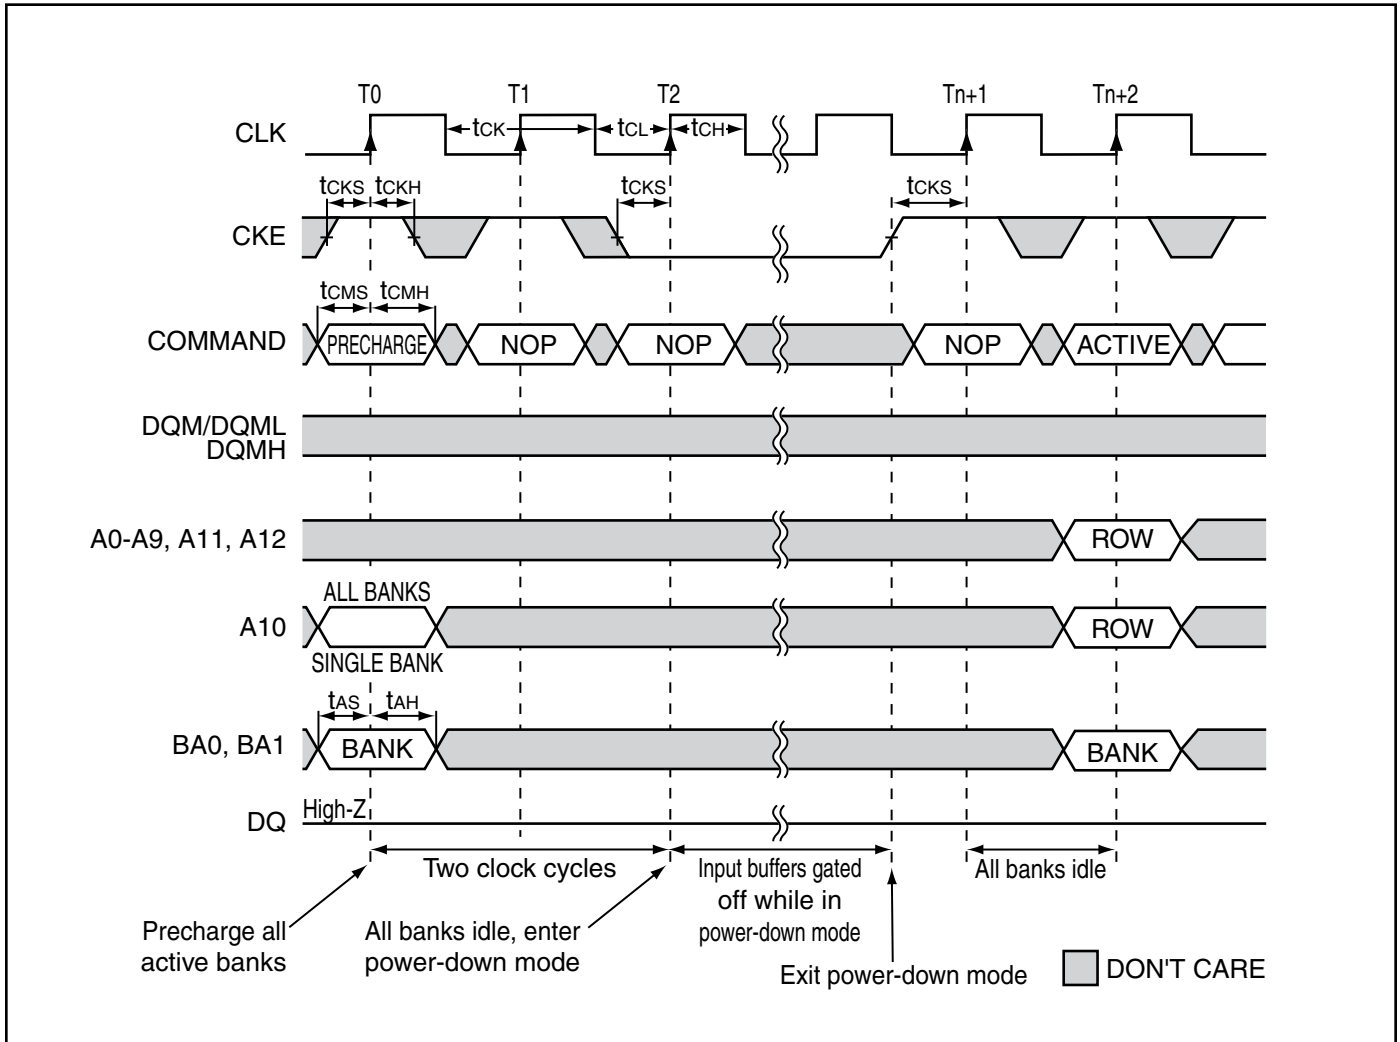 T0 T1 T2 Tn+1 Tn+2
CLK tCK tCL tCH
tCKS tCKH tCKS tCKS
CKE
tCMS tCMH
COMMAND PRECHARGE NOP NOP NOP ACTIVE
DQM/DQML
DQMH
A0-A9, A11, A12 ROW
ALL BANKS
A10 ROW
SINGLE BANK
tAS tAH
BA0, BA1 BANK BANK
High-Z
DQ
Two clock cycles
Input buffers gated
off while in
power-down mode
All banks idle
Precharge all
active banks
All banks idle, enter
power-down mode
Exit power-down mode
DON'T CARE